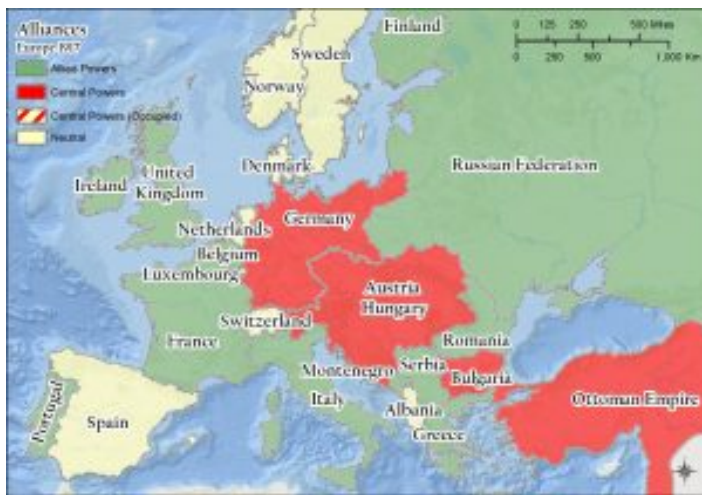 Alliances
Europe 1917
Allied Powers
Central Powers
Central Powers (Occupied)
Neutral
0 125 250 500 Miles
0 250 500 1,000 Km
Finland
Sweden
Norway
Denmark
Russian Federation
Ireland
United
Kingdom
Netherlands
Germany
Belgium
Luxembourg
Austria
Hungary
Switzerland
France
Romania
Montenegro
Serbia
Bulgaria
Italy
Portugal
Spain
Albania
Greece
Ottoman Empire